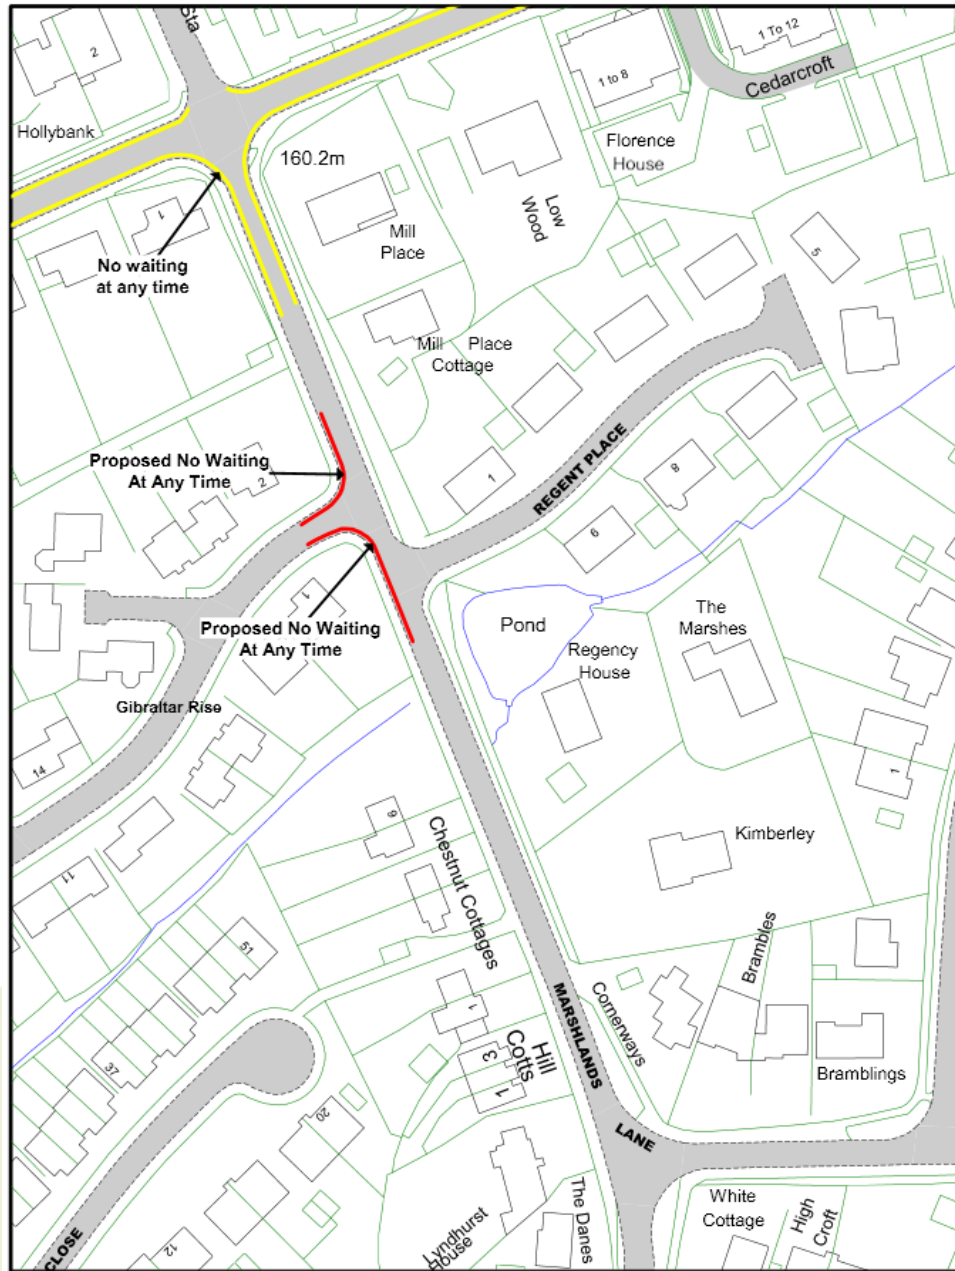 Sta
2
1 To 12
1 to 8
Cedarcroft
Hollybank
160.2m
Florence
House
Low
Wood
1
Mill
Place
5
No waiting
at any time
Mill Place
Cottage
REGENT PLACE
Proposed No Waiting
At Any Time
2
1
8
6
1
Proposed No Waiting
At Any Time
Pond
The
Marshes
Regency
House
Gibraltar Rise
14
1
9
Chestnut Cottages
Kimberley
11
51
Brambles
37
1
3
1
Hill
Cotts
MARSHLANDS
LANE
Cornerways
Bramblings
20
12
CLOSE
Lyndhurst
House
The Danes
White
Cottage
High
Croft